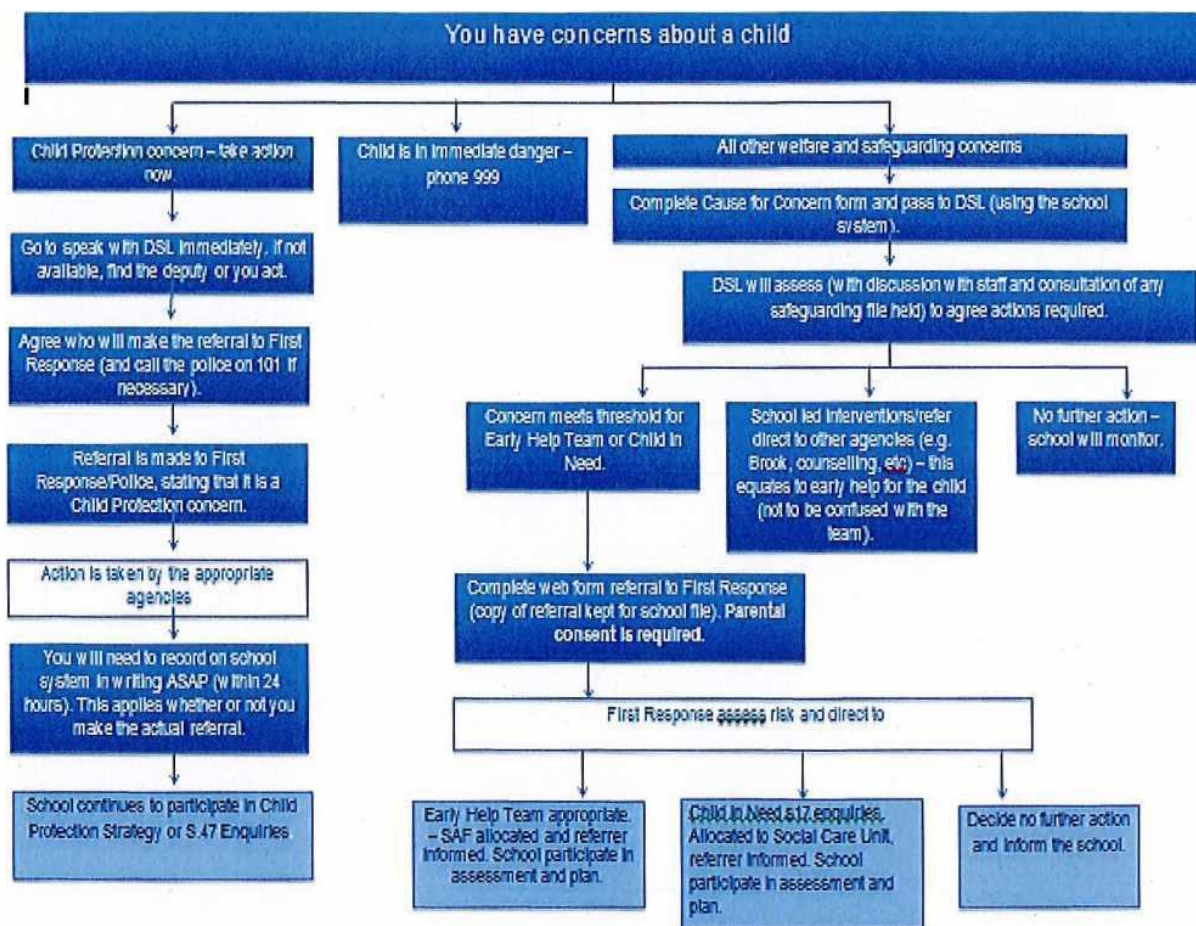 You have concerns about a child
Child Protection concern – take action
now
Child is in immediate danger –
phone 999
All other welfare and safeguarding concerns
Complete Cause for Concern form and pass to DSL (using the school
system).
Go to speak with DSL immediately. If not
available, find the deputy or you act.
DSL will assess (with discussion with staff and consultation of any
safeguarding file held) to agree actions required.
Agree who will make the referral to First
Response (and call the police on 101 if
necessary).
Concern meets threshold for
Early Help Team or Child in
Need.
School led interventions/refer
direct to other agencies (e.g.
Brook, counselling, etc) – this
equates to early help for the child
(not to be confused with the
team).
No further action –
school will monitor.
Referral is made to First
Response/Police, stating that it is a
Child Protection concern.
Action is taken by the appropriate
agencies
Complete web form referral to First Response
(copy of referral kept for school file). Parental
consent is required.
You will need to record on school
system in writing ASAP (within 24
hours). This applies whether or not you
make the actual referral.
First Response assess risk and direct to
School continues to participate in Child
Protection Strategy or S.47 Enquiries
Early Help Team appropriate.
– SAF allocated and referrer
informed. School participate in
assessment and plan.
Child in Need s17 enquiries.
Allocated to Social Care Unit,
referrer informed. School
participate in assessment and
plan.
Decide no further action
and inform the school.